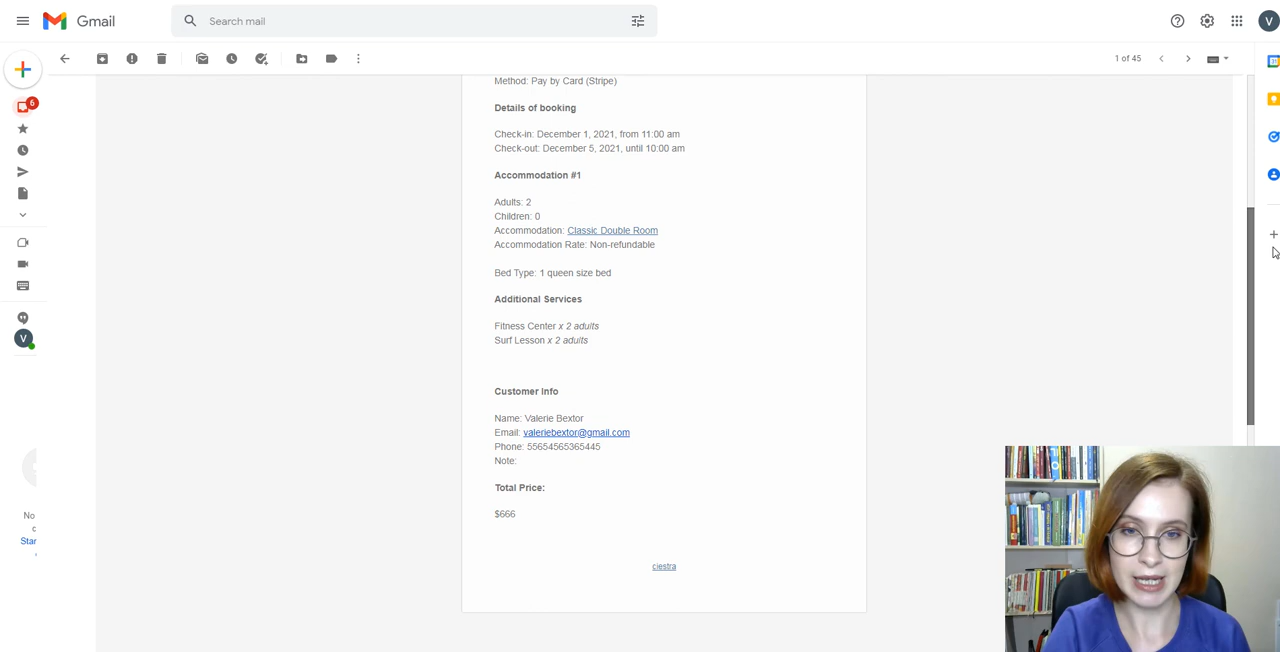 Gmail
Search mail
V
1 of 45
6
Method: Pay by Card (Stripe)
Details of booking
Check-in: December 1, 2021, from 11:00 am
Check-out: December 5, 2021, until 10:00 am
Accommodation #1
Adults: 2
Children: 0
Accommodation: Classic Double Room
Accommodation Rate: Non-refundable
Bed Type: 1 queen size bed
Additional Services
Fitness Center x 2 adults
Surf Lesson x 2 adults
V
Customer Info
Name: Valerie Bextor
Email: valeriebextor@gmail.com
Phone: 55654565365445
Note:
Total Price:
$666
No
c
Star
ciestra